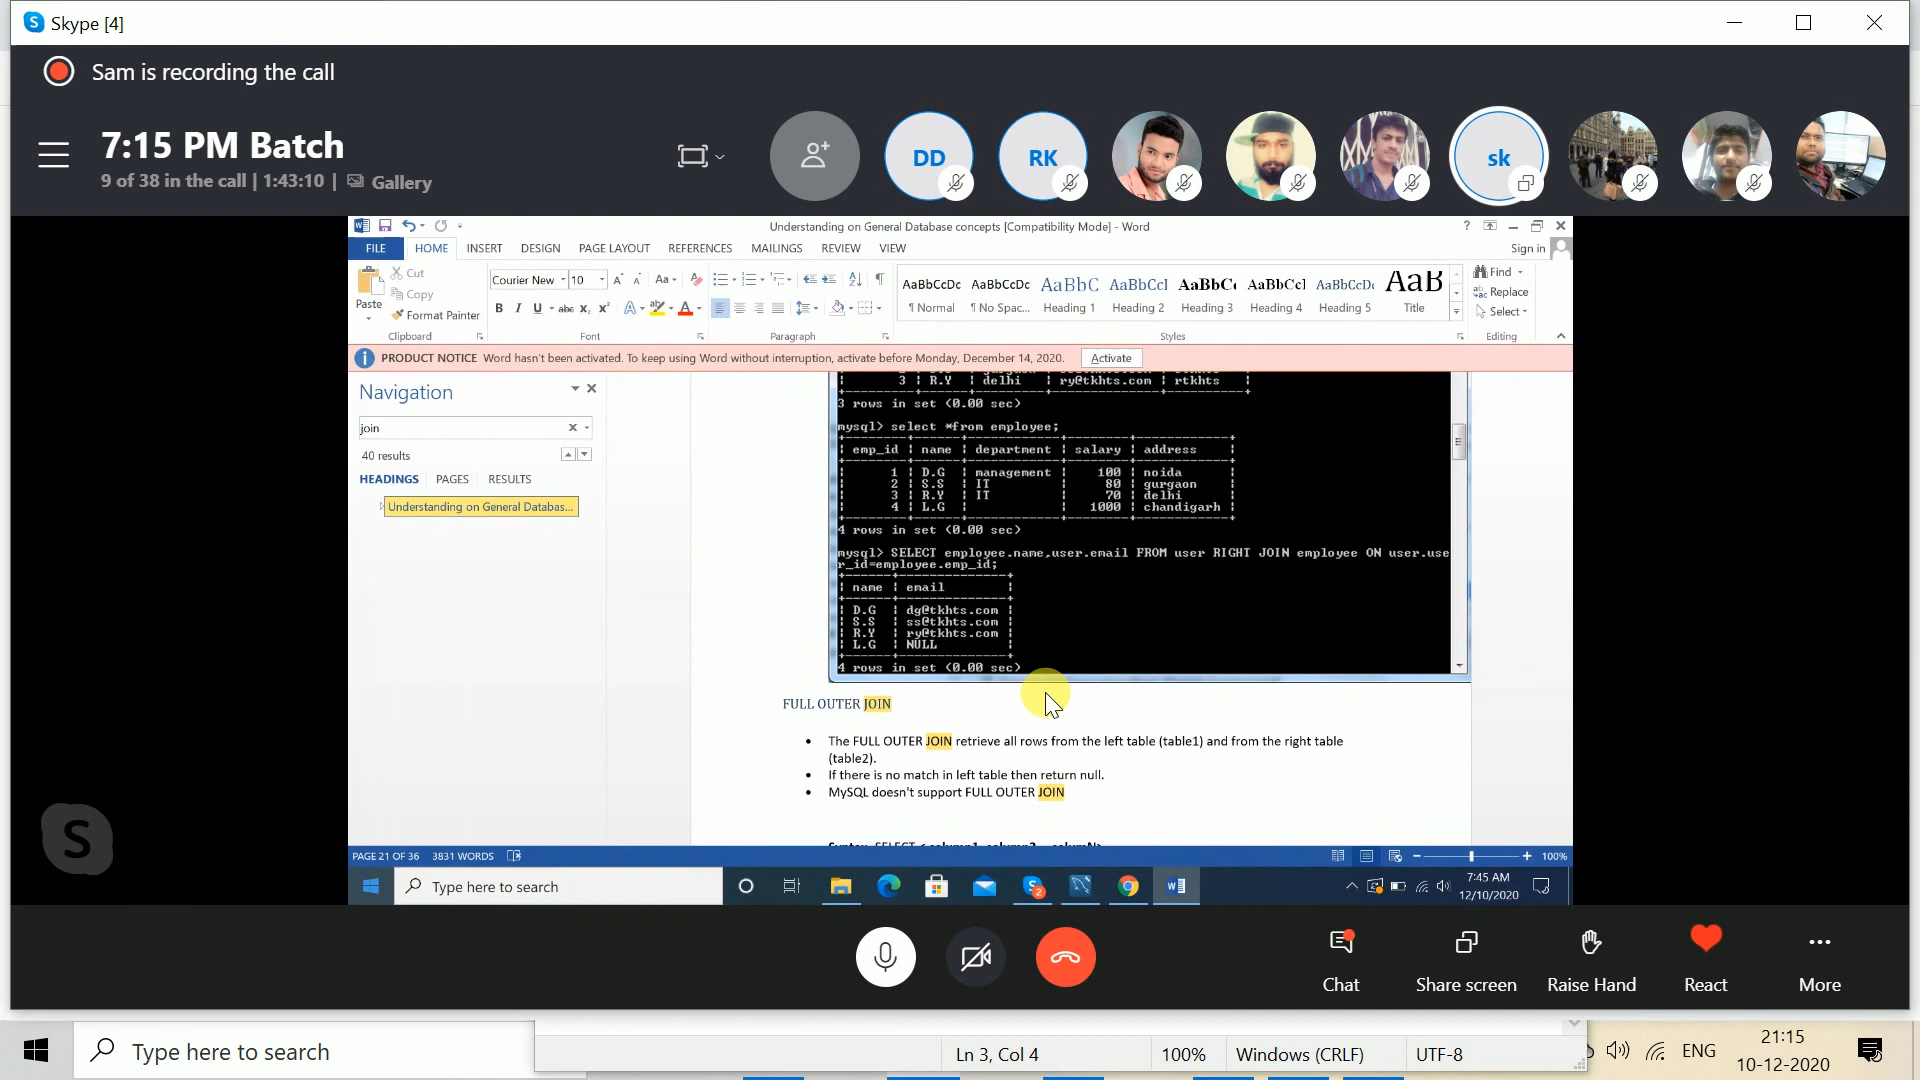 Skype [4]
Sam is recording the call
7:15 PM Batch
9 of 38 in the call | 1:43:10 | Gallery
DD
RK
sk
Understanding on General Database concepts [Compatibility Mode] - Word
FILE HOME INSERT DESIGN PAGE LAYOUT REFERENCES MAILINGS REVIEW VIEW Sign in
Paste
Cut
Copy
Format Painter
Clipboard
Courier New 10
Font
Paragraph
AaBbCcDc AaBbCcDc AaBbC AaBbCcI AaBbC AaBbCcI AaBbCcDc AaB
¶ Normal ¶ No Spac... Heading 1 Heading 2 Heading 3 Heading 4 Heading 5 Title
Styles
Find
Replace
Select
Editing
PRODUCT NOTICE Word hasn't been activated. To keep using Word without interruption, activate before Monday, December 14, 2020. Activate
Navigation
join
40 results
HEADINGS PAGES RESULTS
Understanding on General Databas...
3 | R.Y | delhi | ry@tkhts.com | rtkhts |
3 rows in set (0.00 sec)
mysql> select *from employee;
| emp_id | name | department | salary | address |
| 1 | D.G | management | 100 | noida |
| 2 | S.S | IT | 80 | gurgaon |
| 3 | R.Y | IT | 70 | delhi |
| 4 | L.G | | 1000 | chandigarh |
4 rows in set (0.00 sec)
mysql> SELECT employee.name,user.email FROM user RIGHT JOIN employee ON user.use
r_id=employee.emp_id;
| name | email |
| D.G | dg@tkhts.com |
| S.S | ss@tkhts.com |
| R.Y | ry@tkhts.com |
| L.G | NULL |
4 rows in set (0.00 sec)
FULL OUTER JOIN
• The FULL OUTER JOIN retrieve all rows from the left table (table1) and from the right table
(table2).
• If there is no match in left table then return null.
• MySQL doesn't support FULL OUTER JOIN
PAGE 21 OF 36 3831 WORDS 100%
Type here to search
7:45 AM
12/10/2020
Chat
Share screen
Raise Hand
React
More
Type here to search
Ln 3, Col 4 100% Windows (CRLF) UTF-8
ENG
21:15
10-12-2020